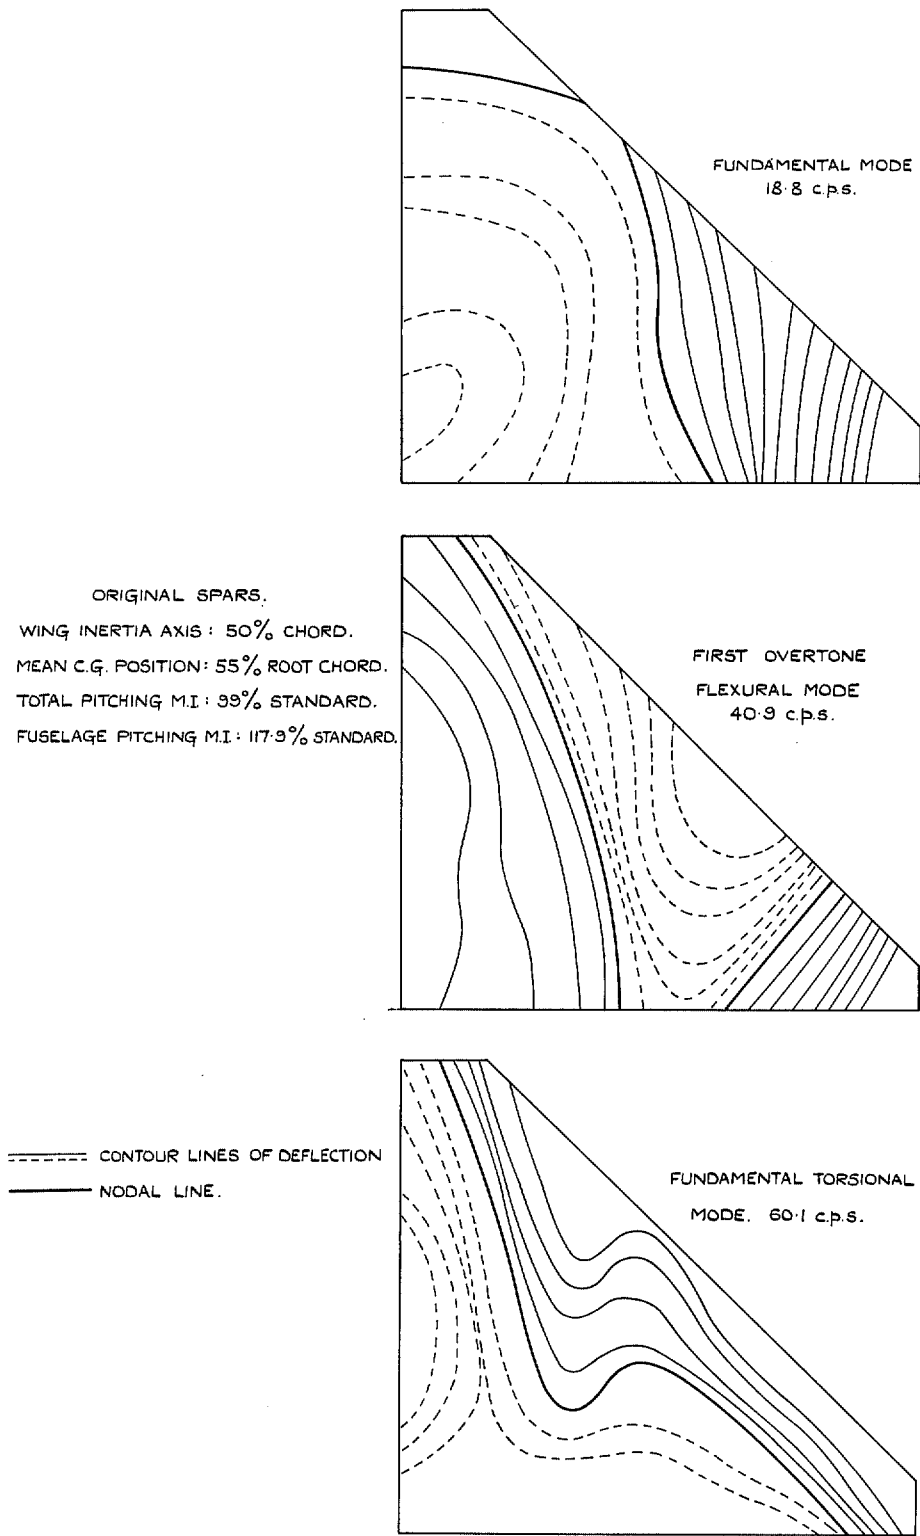 FUNDAMENTAL MODE
18·8 c.p.s.
ORIGINAL SPARS.
WING INERTIA AXIS: 50% CHORD.
MEAN C.G. POSITION: 55% ROOT CHORD.
TOTAL PITCHING M.I: 99% STANDARD.
FUSELAGE PITCHING M.I: 117·9% STANDARD.
FIRST OVERTONE
FLEXURAL MODE
40·9 c.p.s.
CONTOUR LINES OF DEFLECTION
NODAL LINE.
FUNDAMENTAL TORSIONAL
MODE. 60·1 c.p.s.